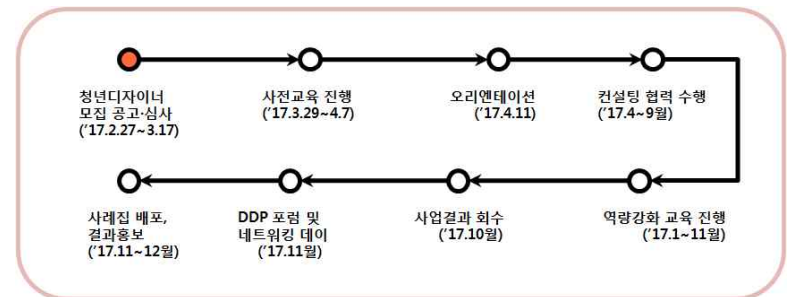 청년디자이너
모집 공고·심사
('17.2.27~3.17)
사전교육 진행
('17.3.29~4.7)
오리엔테이션
('17.4.11)
컨설팅 협력 수행
('17.4~9월)
역량강화 교육 진행
('17.1~11월)
사업결과 회수
('17.10월)
DDP 포럼 및
네트워킹 데이
('17.11월)
사례집 배포,
결과홍보
('17.11~12월)